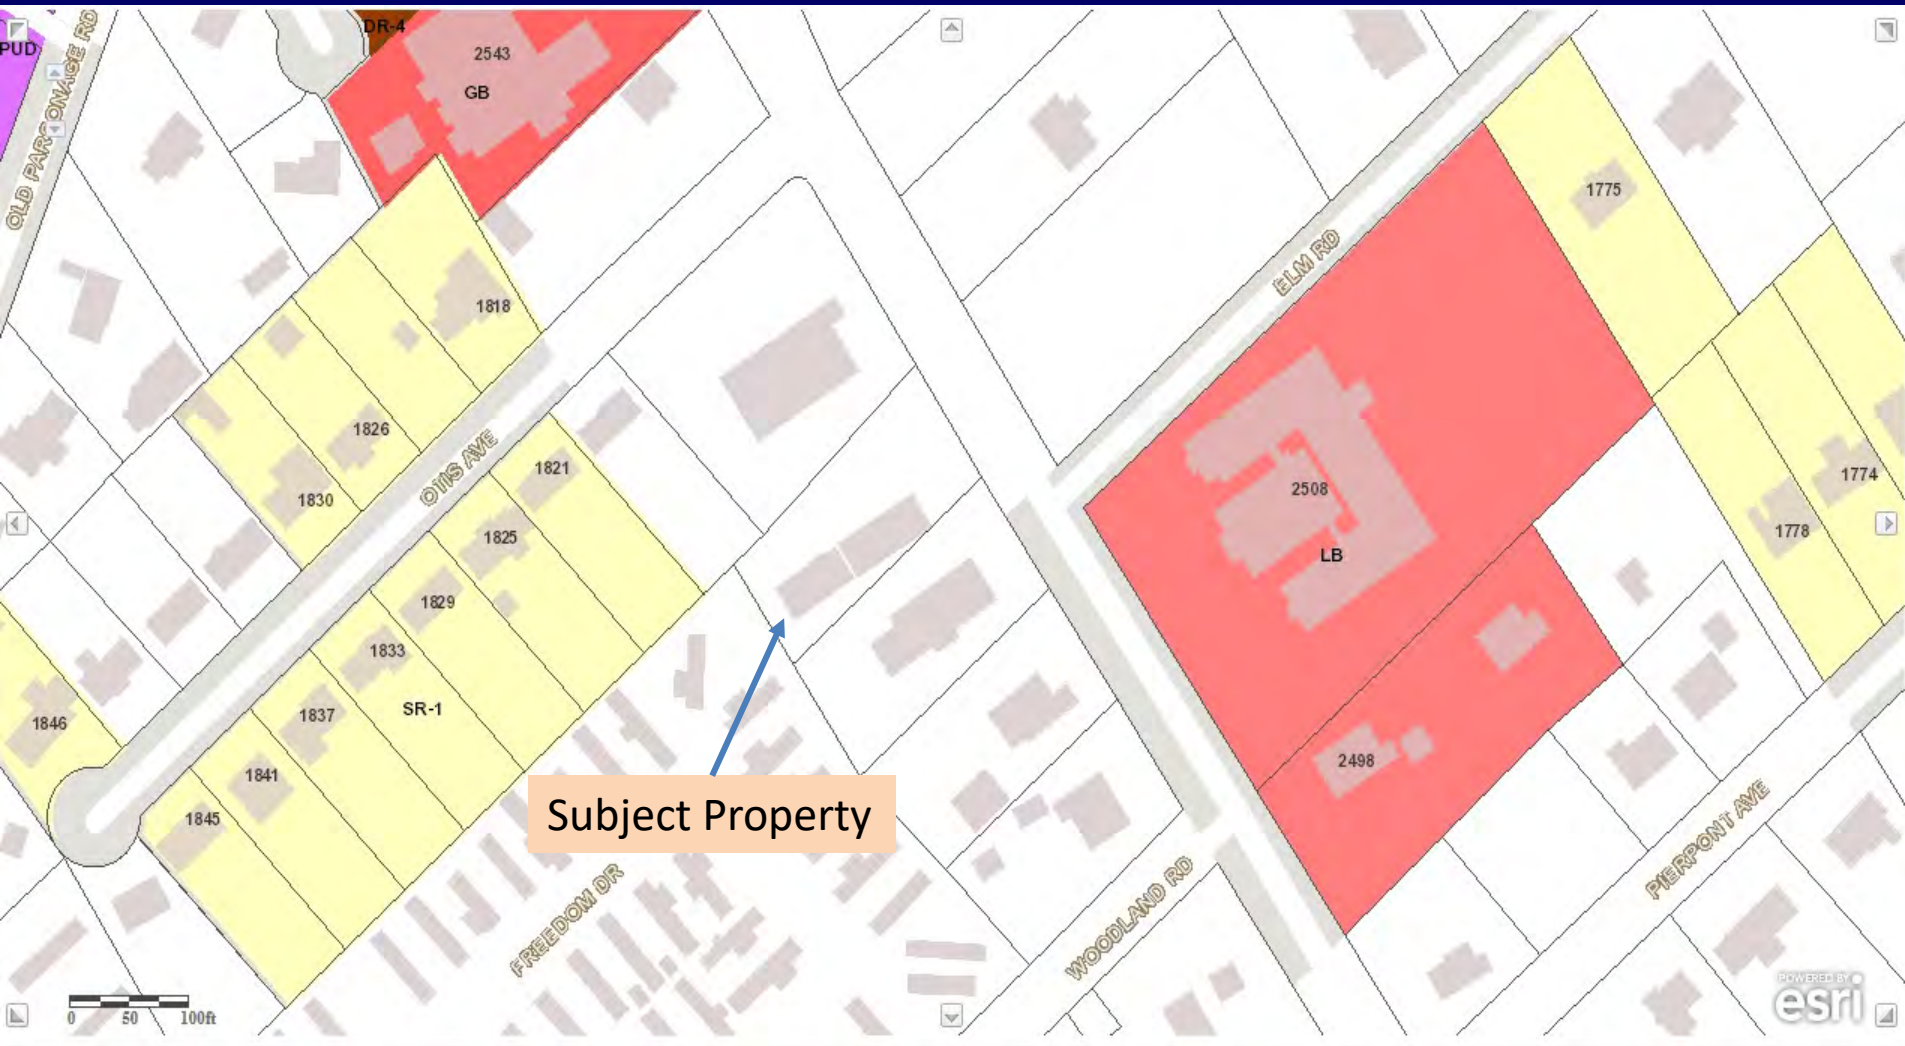 DR-4
PUD
OLD PARSONAGE RD
2543
GB
1775
ELM RD
1818
1826
OTIS AVE
1821
1830
1774
2508
1825
1778
LB
1829
1833
SR-1
1837
1846
2498
1841
Subject Property
1845
PIERPONT AVE
FREEDOM DR
WOODLAND RD
POWERED BY
esri
0 50 100ft